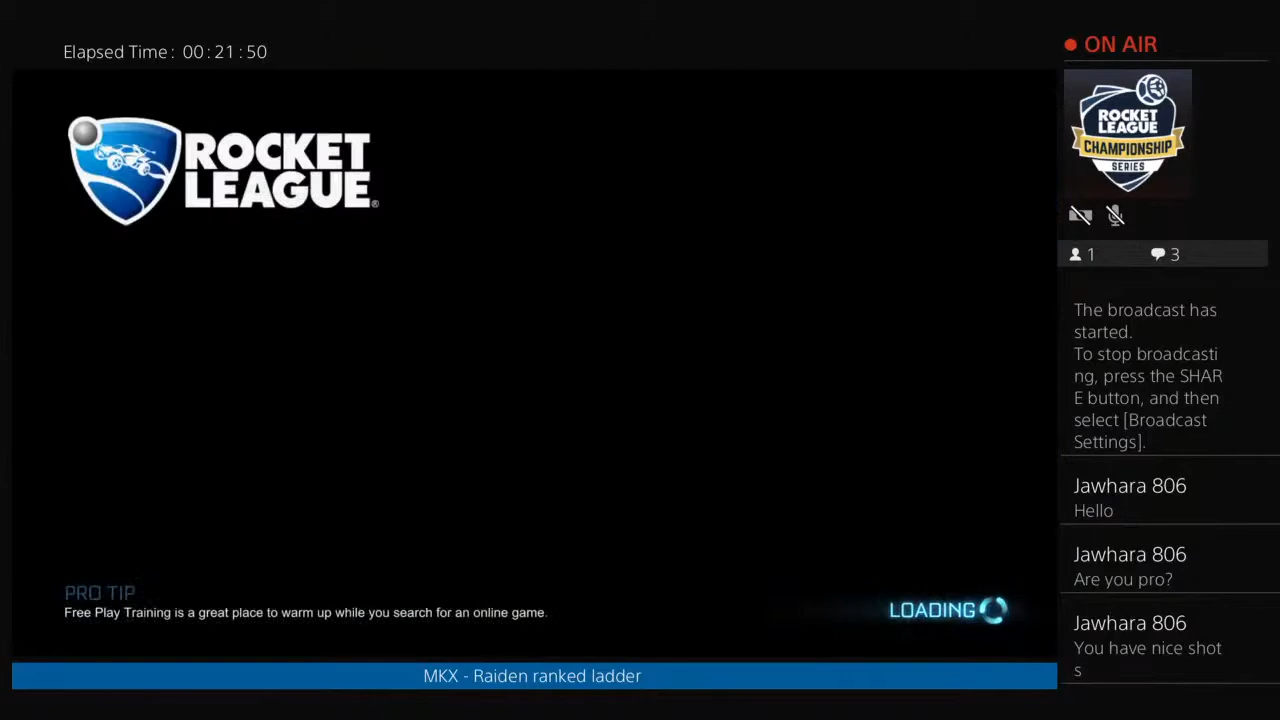 Elapsed Time: 00:21:50
ON AIR
ROCKET
LEAGUE®
ROCKET
LEAGUE
CHAMPIONSHIP
SERIES
1
3
The broadcast has
started.
To stop broadcasti
ng, press the SHAR
E button, and then
select [Broadcast
Settings].
Jawhara 806
Hello
Jawhara 806
Are you pro?
Jawhara 806
You have nice shot
s
PRO TIP
Free Play Training is a great place to warm up while you search for an online game.
LOADING
MKX - Raiden ranked ladder